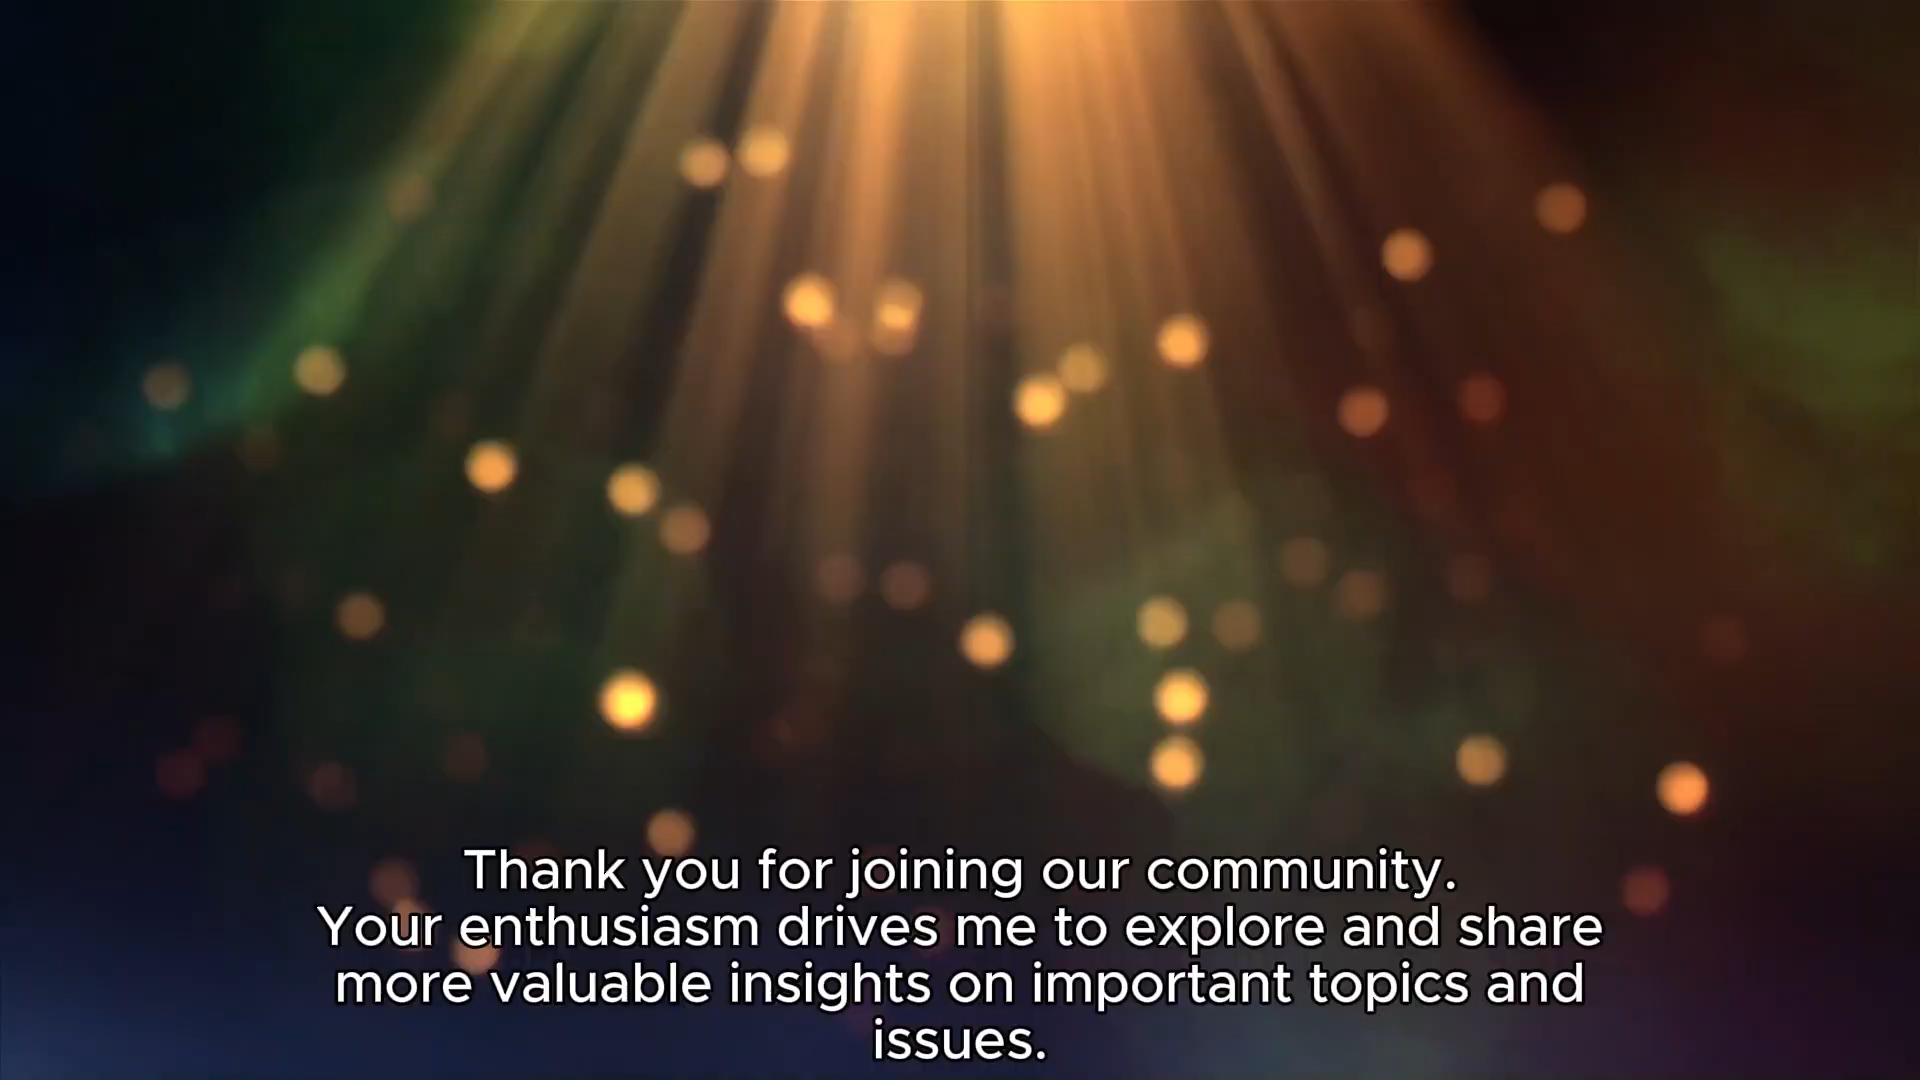 Thank you for joining our community.
Your enthusiasm drives me to explore and share
more valuable insights on important topics and
issues.